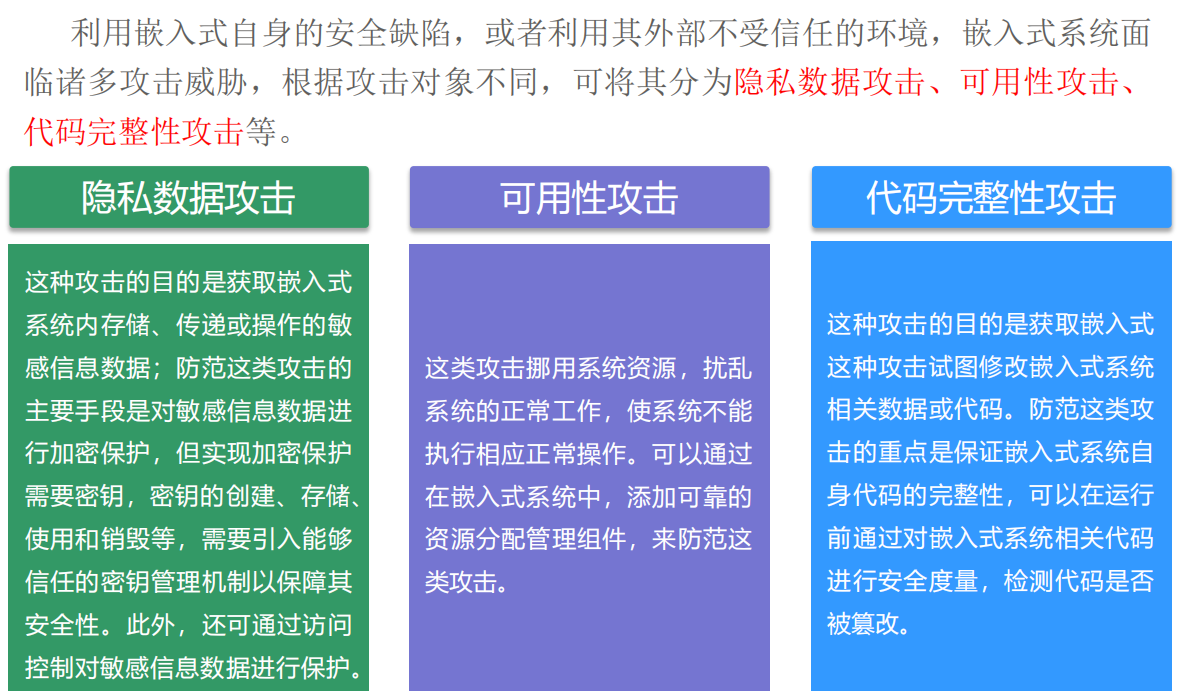 利用嵌入式自身的安全缺陷，或者利用其外部不受信任的环境，嵌入式系统面
临诸多攻击威胁，根据攻击对象不同，可将其分为隐私数据攻击、可用性攻击、
代码完整性攻击等。
隐私数据攻击
这种攻击的目的是获取嵌入式
系统内存储、传递或操作的敏
感信息数据；防范这类攻击的
主要手段是对敏感信息数据进
行加密保护，但实现加密保护
需要密钥，密钥的创建、存储、
使用和销毁等，需要引入能够
信任的密钥管理机制以保障其
安全性。此外，还可通过访问
控制对敏感信息数据进行保护。
可用性攻击
这类攻击挪用系统资源，扰乱
系统的正常工作，使系统不能
执行相应正常操作。可以通过
在嵌入式系统中，添加可靠的
资源分配管理组件，来防范这
类攻击。
代码完整性攻击
这种攻击的目的是获取嵌入式
这种攻击试图修改嵌入式系统
相关数据或代码。防范这类攻
击的重点是保证嵌入式系统自
身代码的完整性，可以在运行
前通过对嵌入式系统相关代码
进行安全度量，检测代码是否
被篡改。